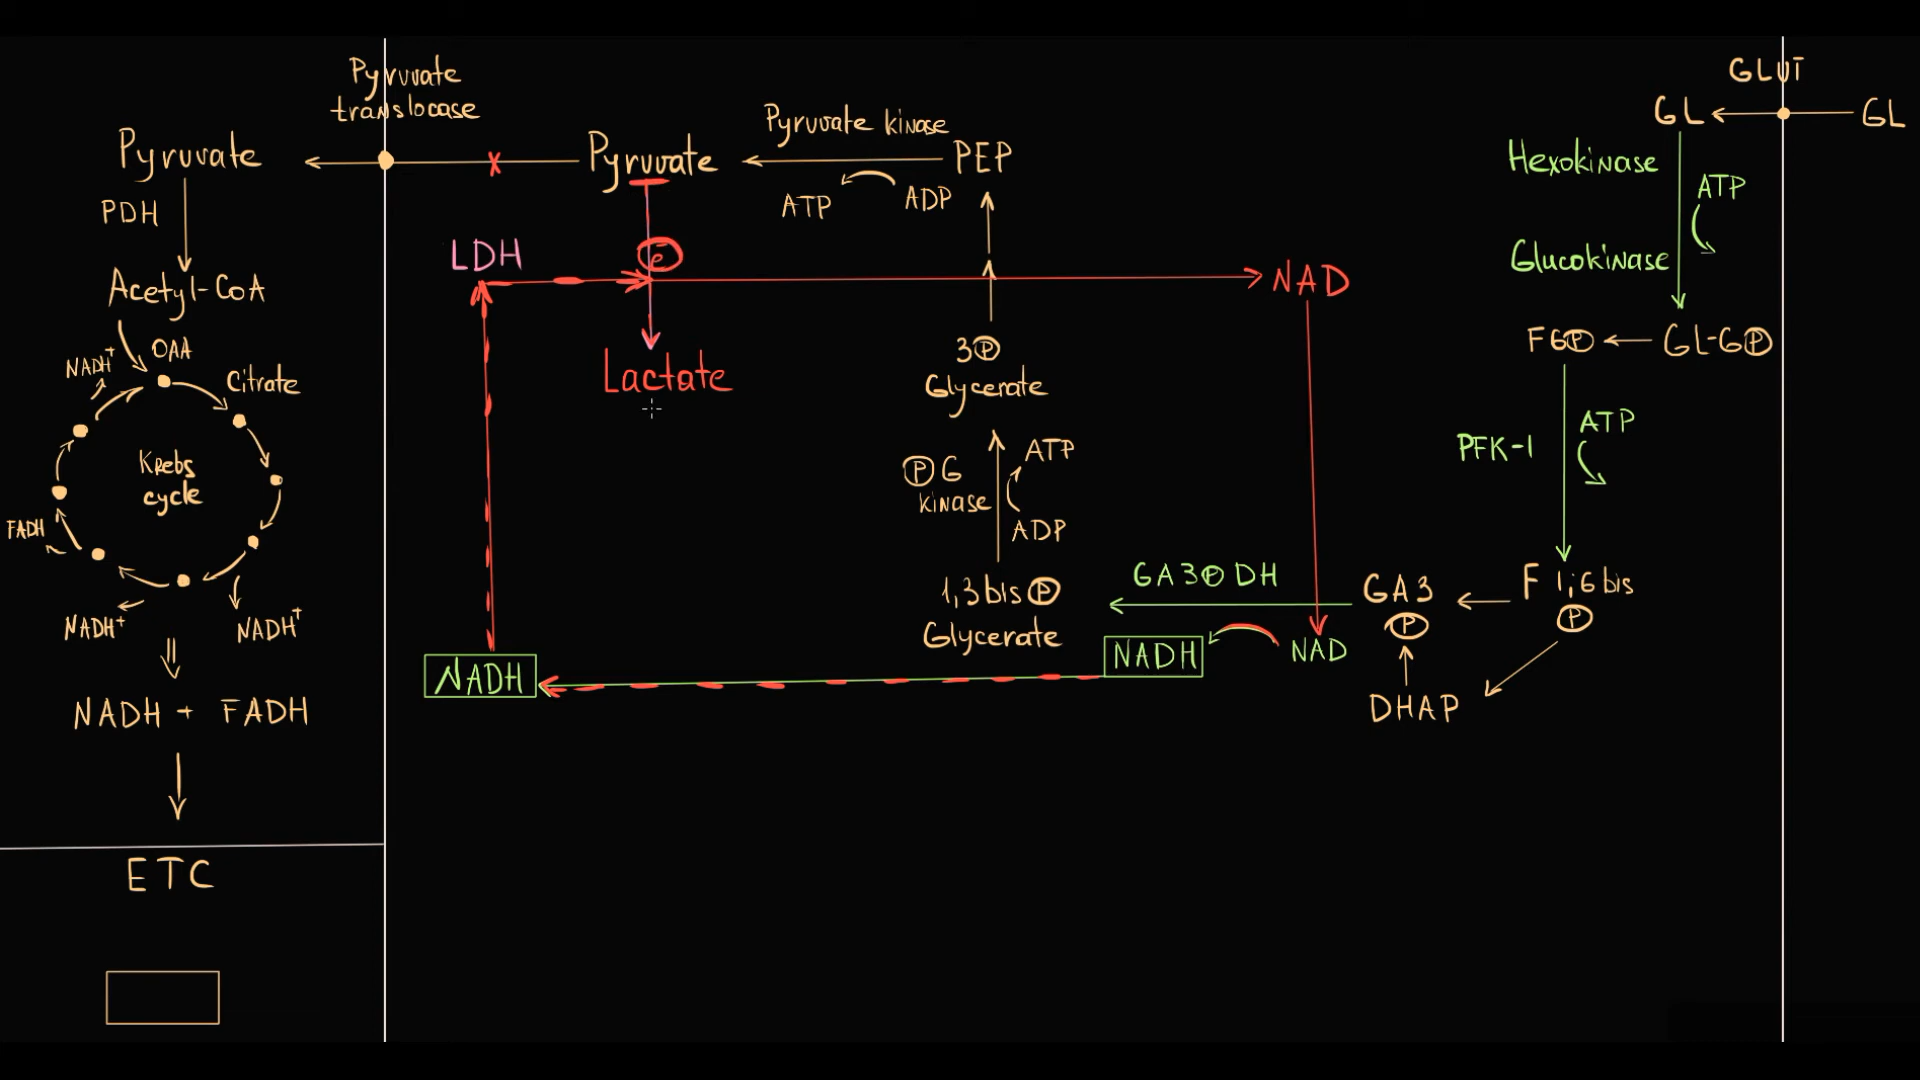 GLUT
Pyruvate
translocase
GL
GL
Pyruvate kinase
Pyruvate
Pyruvate
PEP
Hexokinase
ATP
ATP
ADP
PDH
LDH
e
NAD
Glucokinase
Acetyl-CoA
OAA
NADH+
Citrate
Lactate
3P
Glycerate
F6P
GL-6P
Krebs
cycle
PG
kinase
ATP
ADP
PFK-1
ATP
FADH
NADH+
NADH+
1,3bis P
Glycerate
GA3P DH
GA3
P
F 1,6 bis
P
NADH
NADH
NAD
DHAP
NADH + FADH
ETC